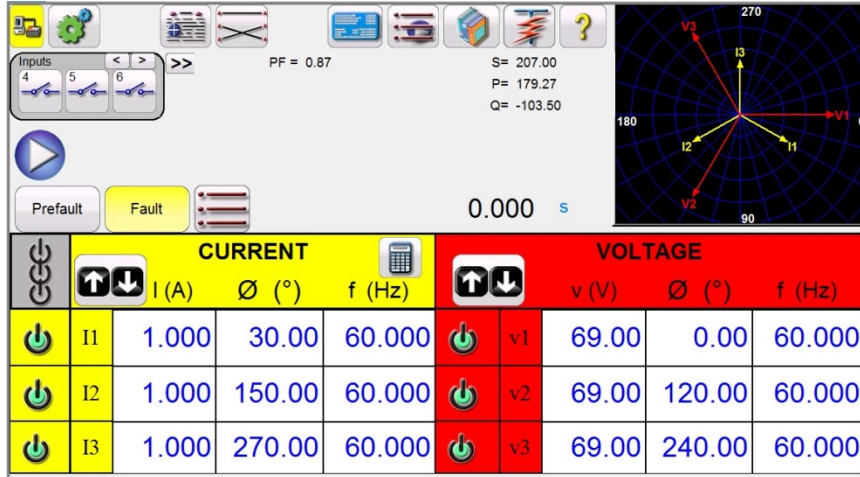 Inputs < > >>
4 5 6
PF = 0.87
S= 207.00
P= 179.27
Q= -103.50
270
V3
I3
180
V1
I2
I1
V2
90
Prefault Fault 0.000 s
CURRENT VOLTAGE
I (A) Ø (°) f (Hz) v (V) Ø (°) f (Hz)
I1 1.000 30.00 60.000 v1 69.00 0.00 60.000
I2 1.000 150.00 60.000 v2 69.00 120.00 60.000
I3 1.000 270.00 60.000 v3 69.00 240.00 60.000